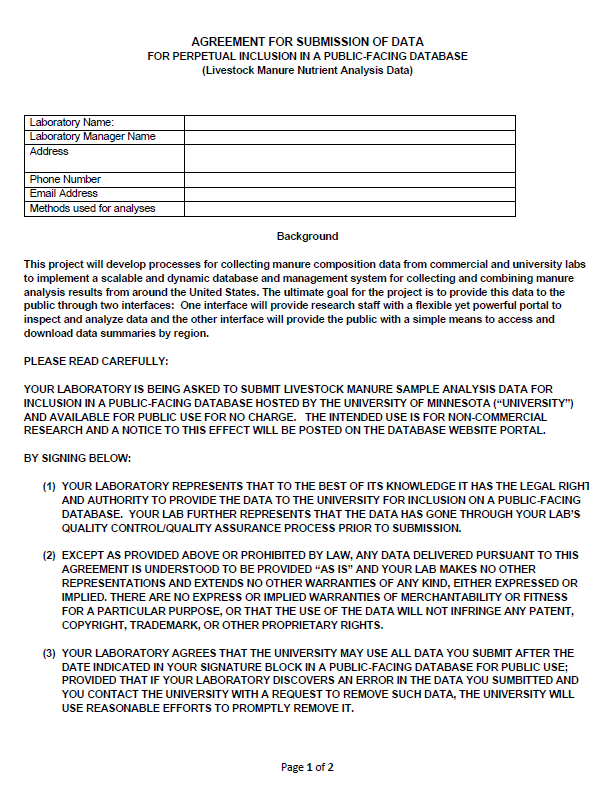 AGREEMENT FOR SUBMISSION OF DATA
FOR PERPETUAL INCLUSION IN A PUBLIC-FACING DATABASE
(Livestock Manure Nutrient Analysis Data)
Laboratory Name:
Laboratory Manager Name
Address
Phone Number
Email Address
Methods used for analyses
Background
This project will develop processes for collecting manure composition data from commercial and university labs
to implement a scalable and dynamic database and management system for collecting and combining manure
analysis results from around the United States. The ultimate goal for the project is to provide this data to the
public through two interfaces: One interface will provide research staff with a flexible yet powerful portal to
inspect and analyze data and the other interface will provide the public with a simple means to access and
download data summaries by region.
PLEASE READ CAREFULLY:
YOUR LABORATORY IS BEING ASKED TO SUBMIT LIVESTOCK MANURE SAMPLE ANALYSIS DATA FOR
INCLUSION IN A PUBLIC-FACING DATABASE HOSTED BY THE UNIVERSITY OF MINNESOTA (“UNIVERSITY”)
AND AVAILABLE FOR PUBLIC USE FOR NO CHARGE. THE INTENDED USE IS FOR NON-COMMERCIAL
RESEARCH AND A NOTICE TO THIS EFFECT WILL BE POSTED ON THE DATABASE WEBSITE PORTAL.
BY SIGNING BELOW:
(1) YOUR LABORATORY REPRESENTS THAT TO THE BEST OF ITS KNOWLEDGE IT HAS THE LEGAL RIGHT
AND AUTHORITY TO PROVIDE THE DATA TO THE UNIVERSITY FOR INCLUSION ON A PUBLIC-FACING
DATABASE. YOUR LAB FURTHER REPRESENTS THAT THE DATA HAS GONE THROUGH YOUR LAB’S
QUALITY CONTROL/QUALITY ASSURANCE PROCESS PRIOR TO SUBMISSION.
(2) EXCEPT AS PROVIDED ABOVE OR PROHIBITED BY LAW, ANY DATA DELIVERED PURSUANT TO THIS
AGREEMENT IS UNDERSTOOD TO BE PROVIDED “AS IS” AND YOUR LAB MAKES NO OTHER
REPRESENTATIONS AND EXTENDS NO OTHER WARRANTIES OF ANY KIND, EITHER EXPRESSED OR
IMPLIED. THERE ARE NO EXPRESS OR IMPLIED WARRANTIES OF MERCHANTABILITY OR FITNESS
FOR A PARTICULAR PURPOSE, OR THAT THE USE OF THE DATA WILL NOT INFRINGE ANY PATENT,
COPYRIGHT, TRADEMARK, OR OTHER PROPRIETARY RIGHTS.
(3) YOUR LABORATORY AGREES THAT THE UNIVERSITY MAY USE ALL DATA YOU SUBMIT AFTER THE
DATE INDICATED IN YOUR SIGNATURE BLOCK IN A PUBLIC-FACING DATABASE FOR PUBLIC USE;
PROVIDED THAT IF YOUR LABORATORY DISCOVERS AN ERROR IN THE DATA YOU SUMBITTED AND
YOU CONTACT THE UNIVERSITY WITH A REQUEST TO REMOVE SUCH DATA, THE UNIVERSITY WILL
USE REASONABLE EFFORTS TO PROMPTLY REMOVE IT.
Page 1 of 2